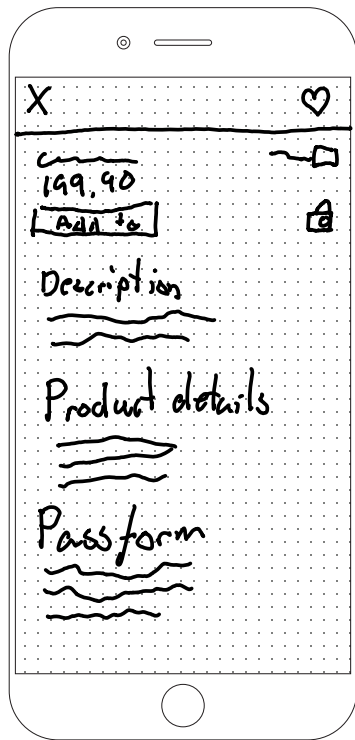 X
199,90
Add to
Description
Product details
Passform